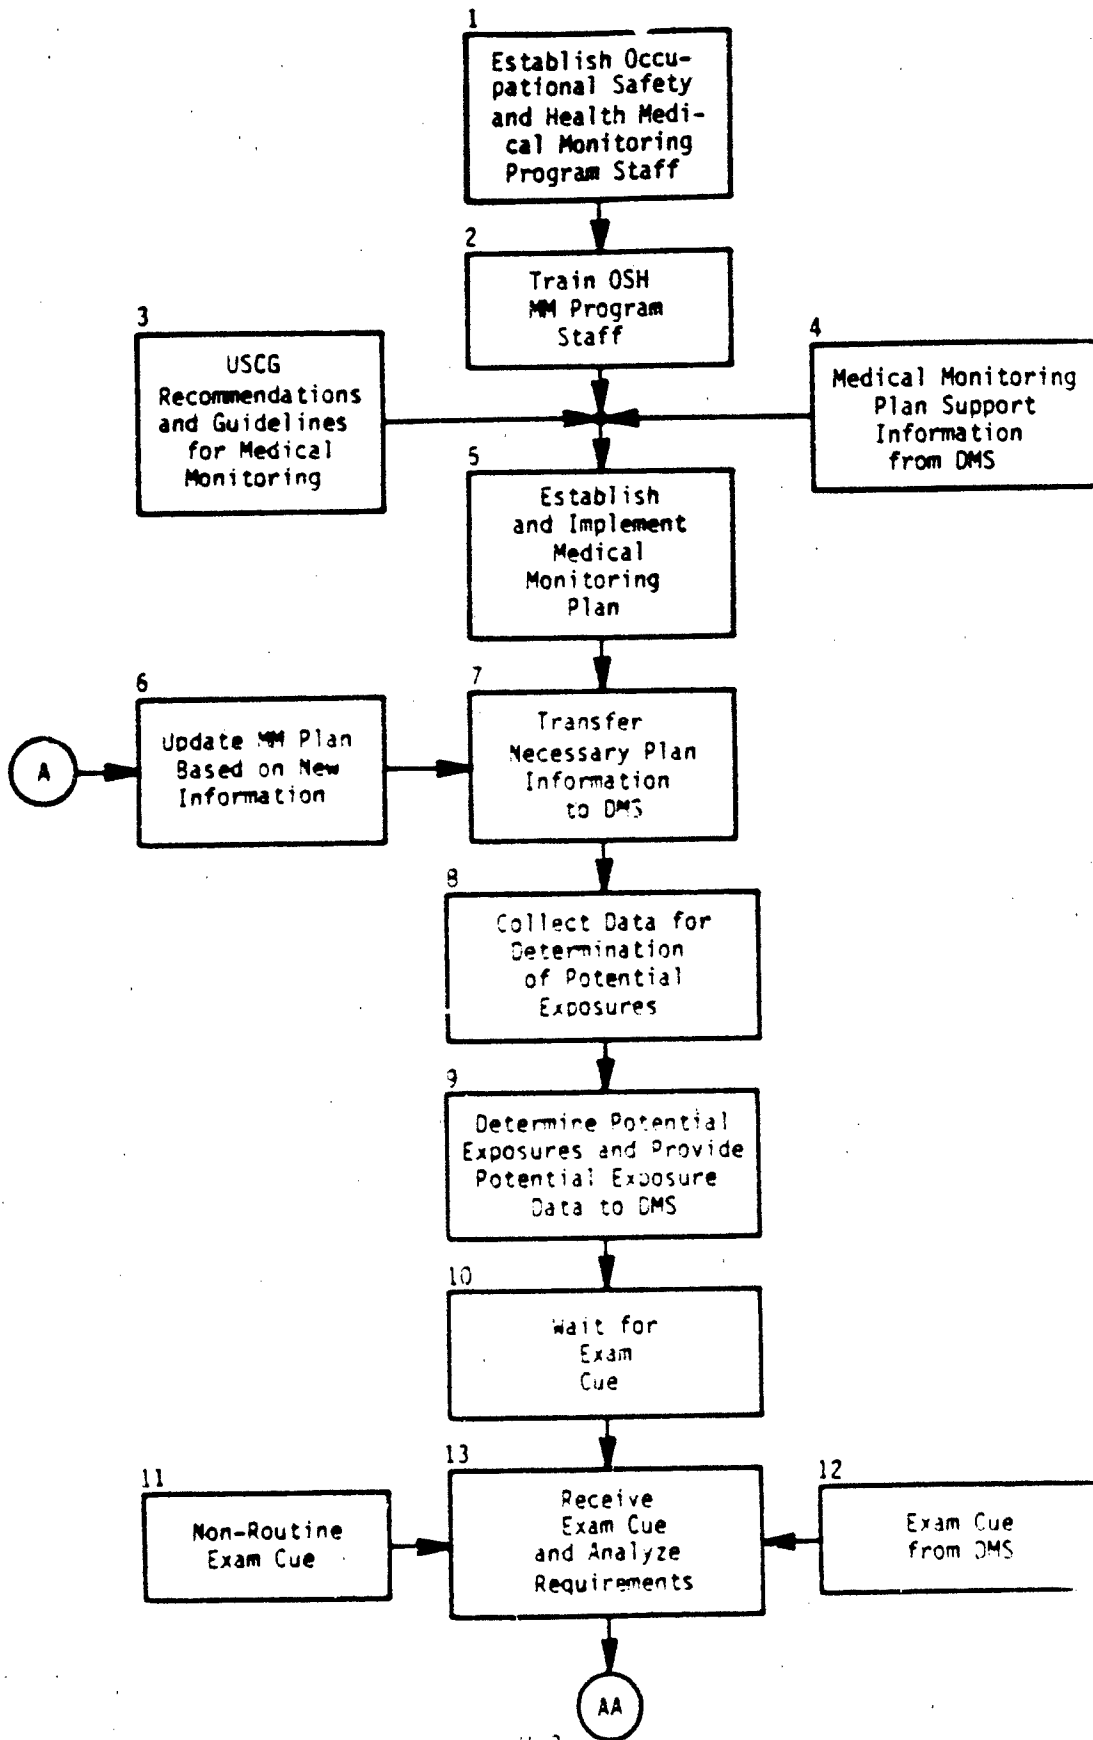 1
Establish Occu-
pational Safety
and Health Medi-
cal Monitoring
Program Staff
2
Train OSH
MM Program
Staff
3
USCG
Recommendations
and Guidelines
for Medical
Monitoring
4
Medical Monitoring
Plan Support
Information
from DMS
5
Establish
and Implement
Medical
Monitoring
Plan
6
Update MM Plan
Based on New
Information
A
7
Transfer
Necessary Plan
Information
to DMS
8
Collect Data for
Determination
of Potential
Exposures
9
Determine Potential
Exposures and Provide
Potential Exposure
Data to DMS
10
Wait for
Exam
Cue
11
Non-Routine
Exam Cue
13
Receive
Exam Cue
and Analyze
Requirements
12
Exam Cue
from DMS
AA